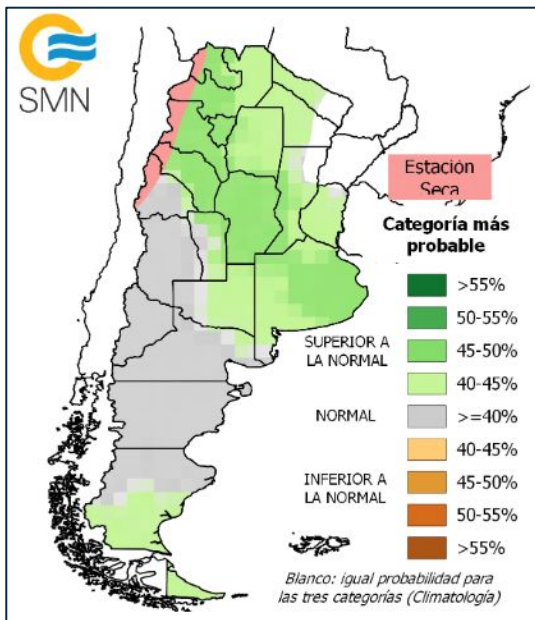 SMN
Estación
Seca
Categoría más
probable
>55%
50-55%
SUPERIOR A
LA NORMAL
45-50%
40-45%
NORMAL
>=40%
40-45%
INFERIOR A
LA NORMAL
45-50%
50-55%
>55%
Blanco: igual probabilidad para
las tres categorías (Climatología)